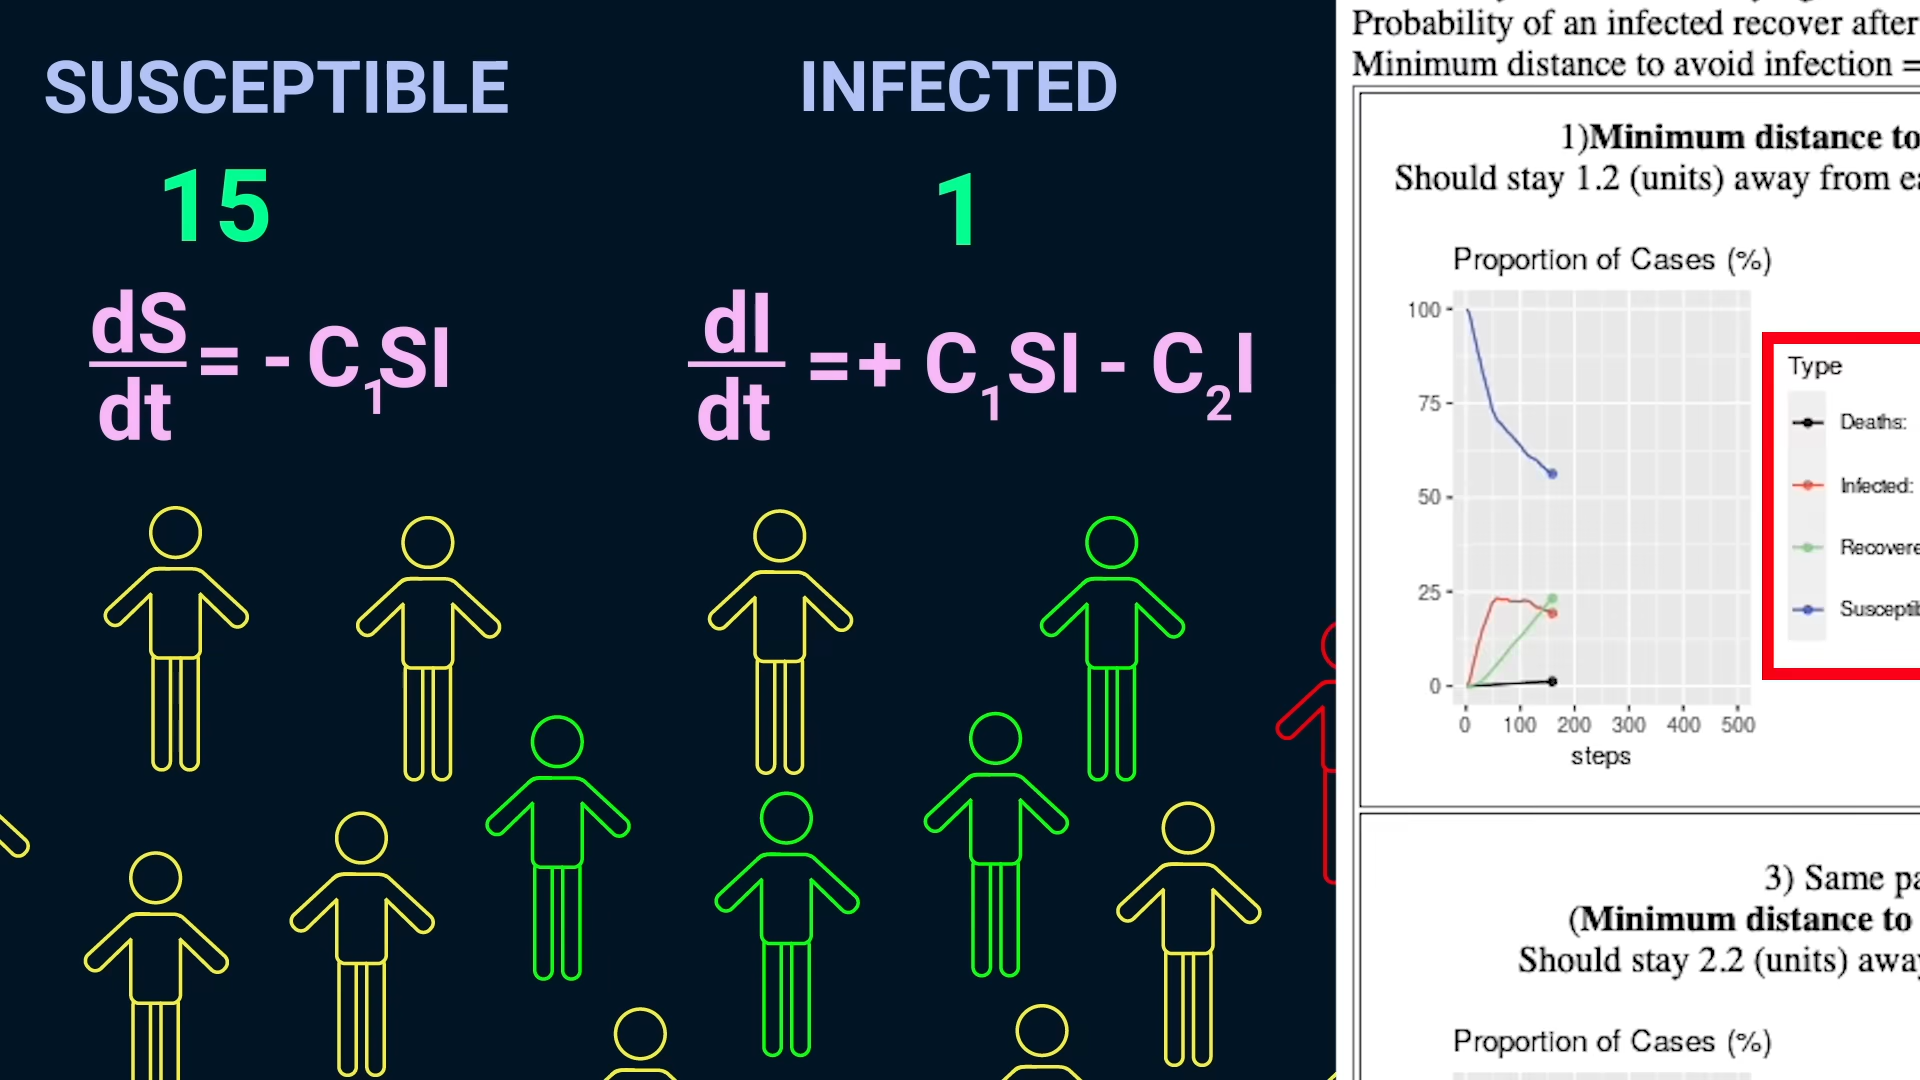 SUSCEPTIBLE
15
dS/dt = - C₁SI
INFECTED
1
dI/dt =+ C₁SI - C₂I
Probability of an infected recover after
Minimum distance to avoid infection =
1)Minimum distance to
Should stay 1.2 (units) away from
Proportion of Cases (%)
100
75
50
25
0
0 100 200 300 400 500
steps
Type
Deaths:
Infected:
Recovere
Susceptib
3) Same pa
(Minimum distance to
Should stay 2.2 (units) away
Proportion of Cases (%)